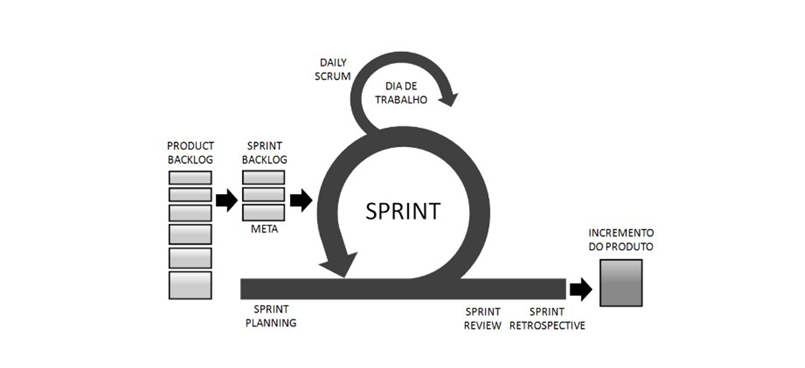 DAILY
SCRUM
DIA DE
TRABALHO
PRODUCT
BACKLOG
SPRINT
BACKLOG
META
SPRINT
INCREMENTO
DO PRODUTO
SPRINT
PLANNING
SPRINT
REVIEW
SPRINT
RETROSPECTIVE